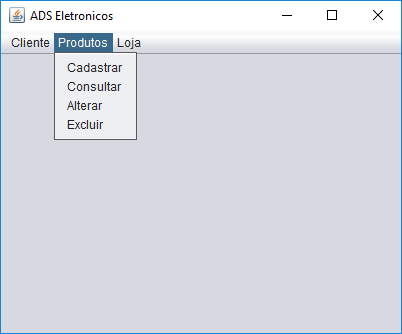 ADS Eletronicos
Cliente Produtos Loja
Cadastrar
Consultar
Alterar
Excluir